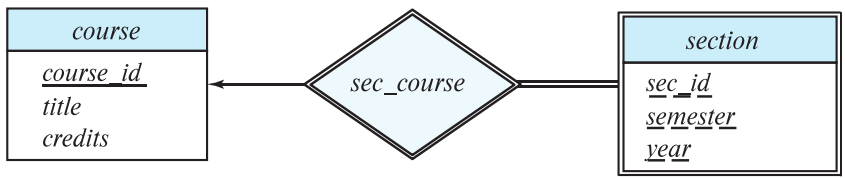 course
course_id
title
credits
sec_course
section
sec_id
semester
year